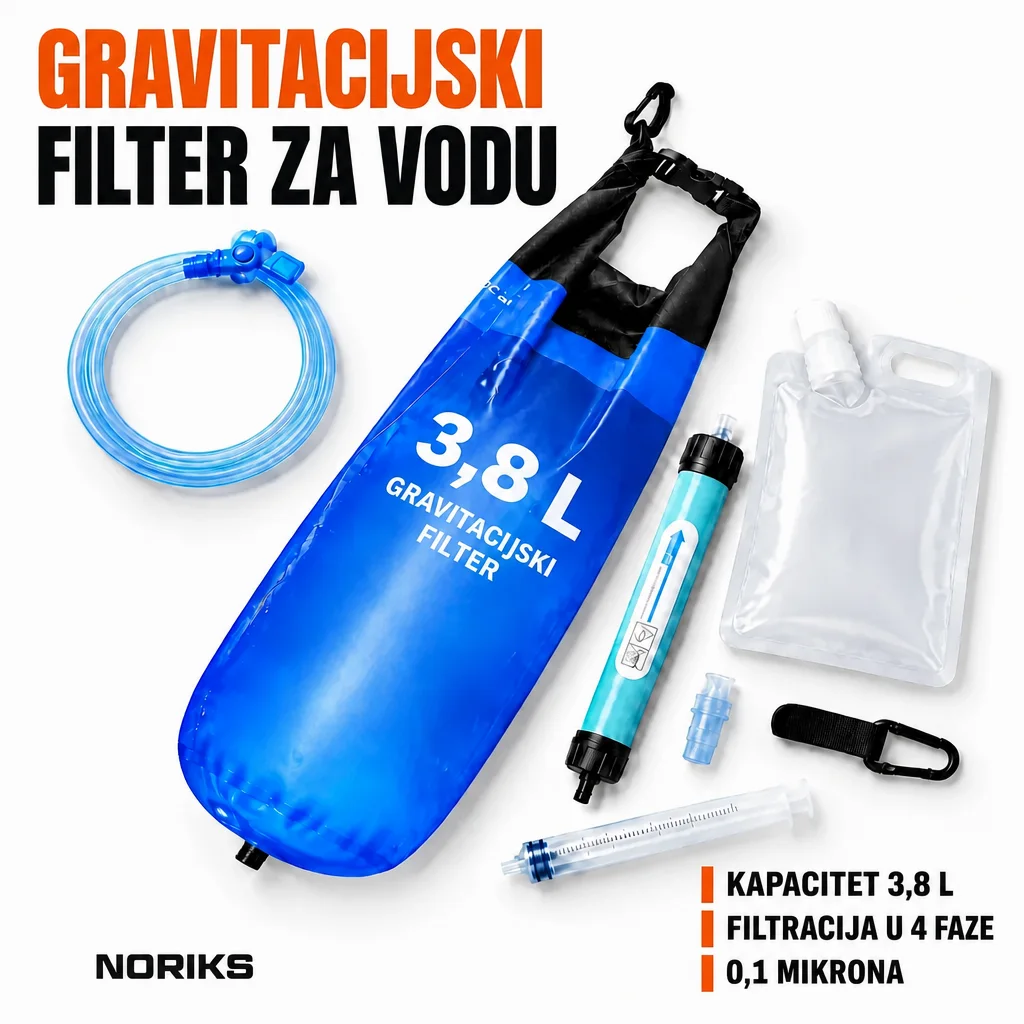 GRAVITACIJSKI
FILTER ZA VODU
3,8 L
GRAVITACIJSKI
FILTER
KAPACITET 3,8 L
FILTRACIJA U 4 FAZE
0,1 MIKRONA
NORIKS